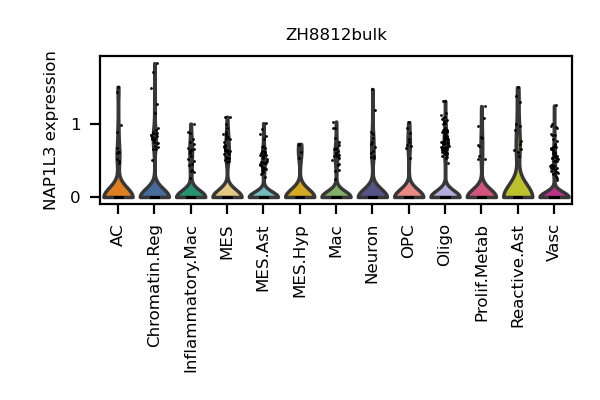 ZH8812bulk
NAP1L3 expression
1
0
AC
Chromatin.Reg
Inflammatory.Mac
MES
MES.Ast
MES.Hyp
Mac
Neuron
OPC
Oligo
Prolif.Metab
Reactive.Ast
Vasc